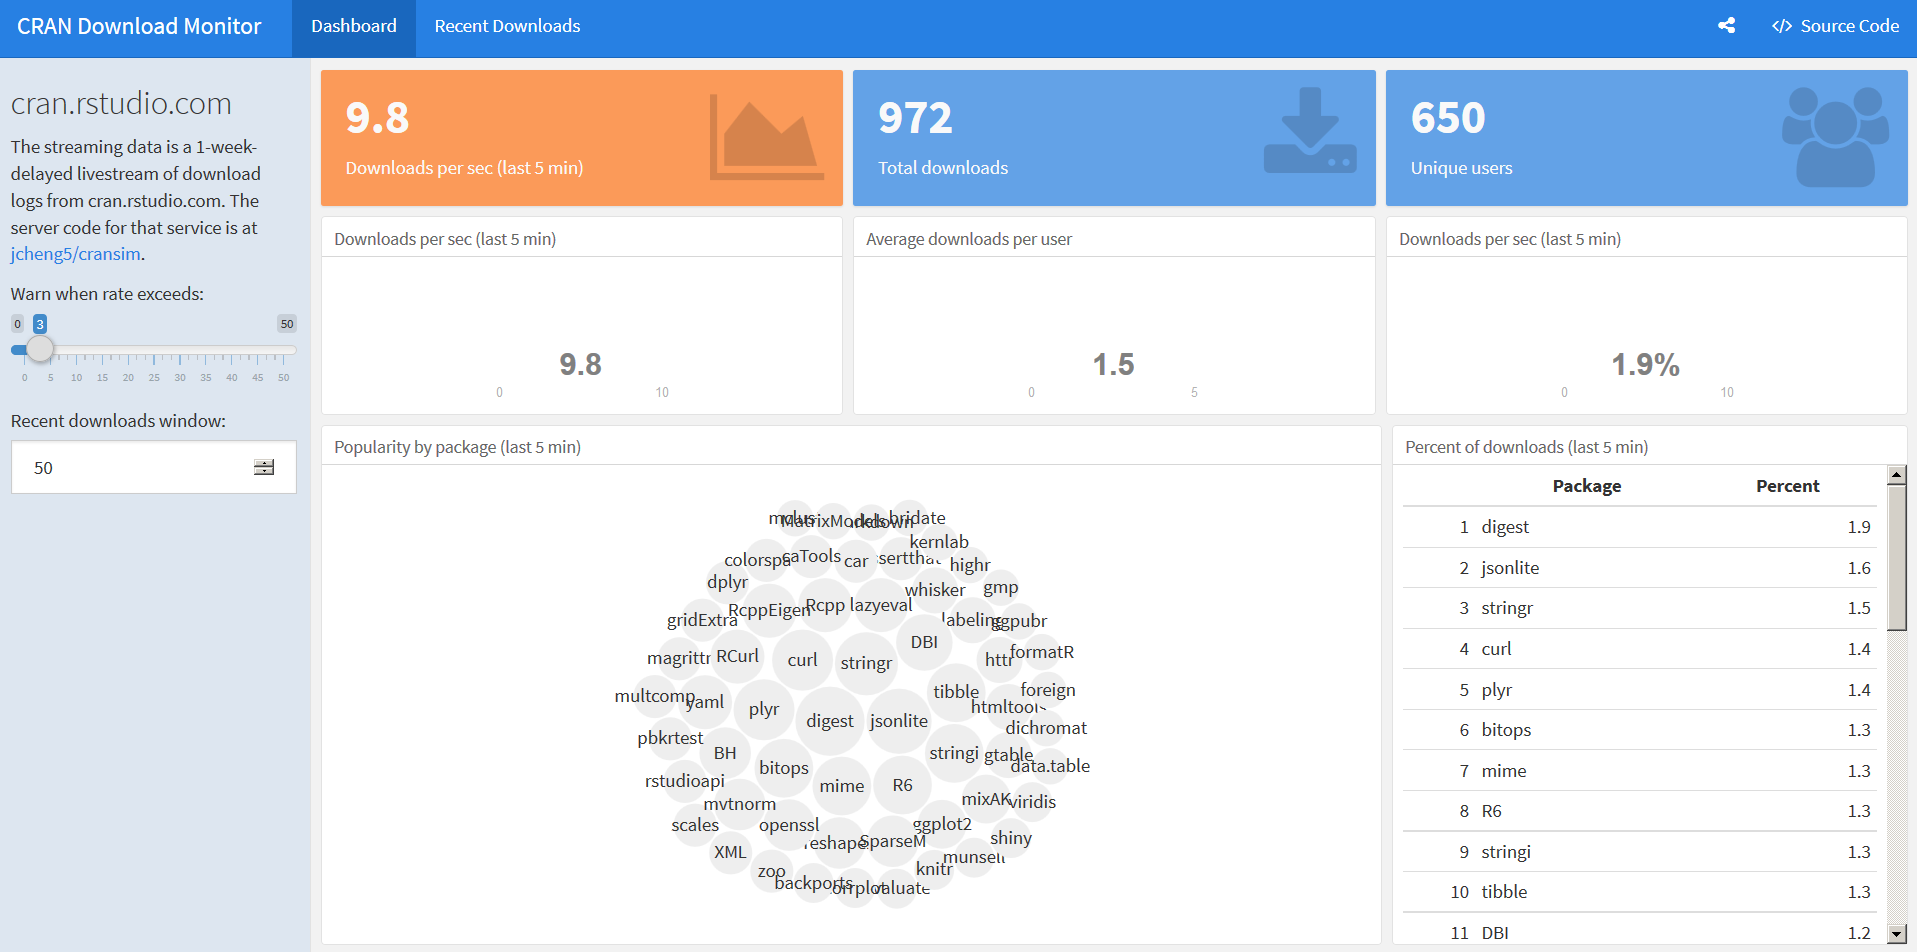 CRAN Download Monitor
Dashboard
Recent Downloads
Source Code
cran.rstudio.com
The streaming data is a 1-week-
delayed livestream of download
logs from cran.rstudio.com. The
server code for that service is at
jcheng5/cransim.
Warn when rate exceeds:
0 3 50
0 5 10 15 20 25 30 35 40 45 50
Recent downloads window:
50
9.8
Downloads per sec (last 5 min)
972
Total downloads
650
Unique users
Downloads per sec (last 5 min)
9.8
0 10
Average downloads per user
1.5
0 5
Downloads per sec (last 5 min)
1.9%
0 10
Popularity by package (last 5 min)
MatrixModels
kernlab
colorspa
caTools
car
highr
dplyr
whisker
gmp
RcppEigen
Rcpp
lazyeval
gridExtra
labeling
ggpubr
DBI
magrittr
RCurl
curl
stringr
httr
formatR
multcomp
yaml
plyr
tibble
foreign
htmltools
digest
jsonlite
dichromat
pbkrtest
BH
stringi
gtable
data.table
rstudioapi
bitops
mime
R6
mvtnorm
mixAK
viridis
scales
openssl
ggplot2
shiny
reshape
SparseM
XML
munsell
zoo
knitr
backports
Percent of downloads (last 5 min)
Package Percent
1 digest 1.9
2 jsonlite 1.6
3 stringr 1.5
4 curl 1.4
5 plyr 1.4
6 bitops 1.3
7 mime 1.3
8 R6 1.3
9 stringi 1.3
10 tibble 1.3
11 DBI 1.2